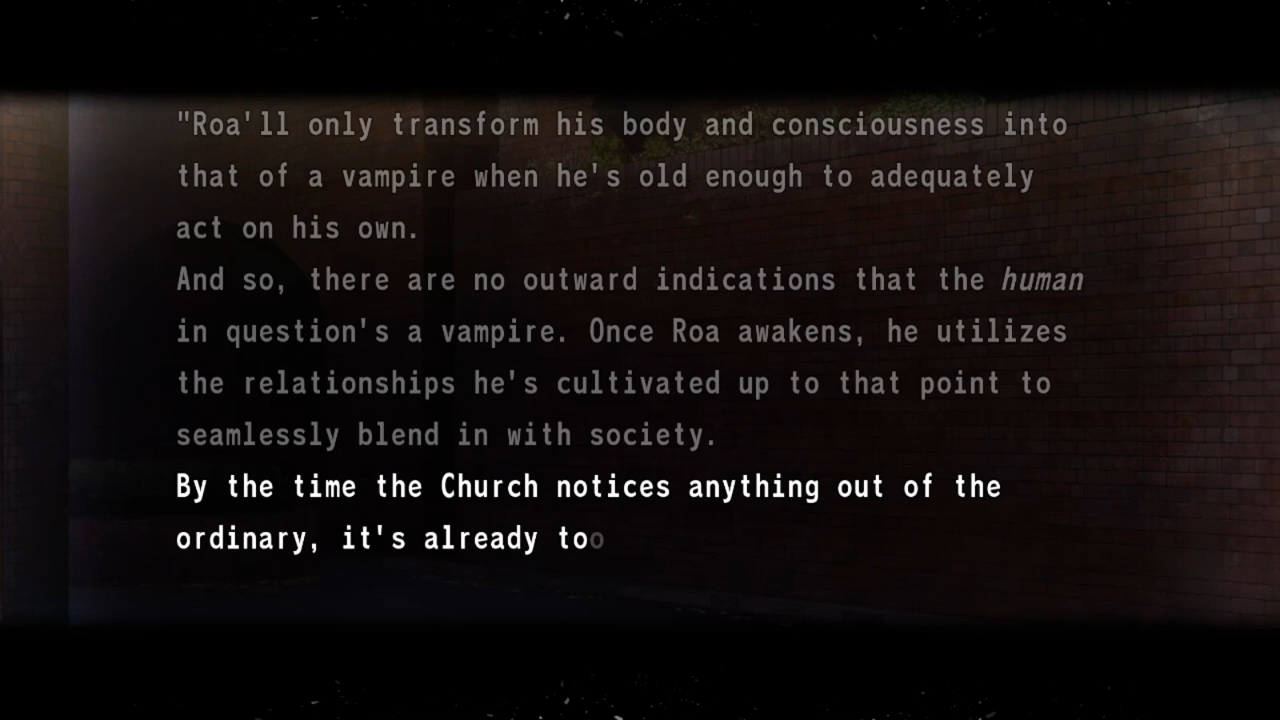 "Roa'll only transform his body and consciousness into
that of a vampire when he's old enough to adequately
act on his own.
And so, there are no outward indications that the human
in question's a vampire. Once Roa awakens, he utilizes
the relationships he's cultivated up to that point to
seamlessly blend in with society.
By the time the Church notices anything out of the
ordinary, it's already too